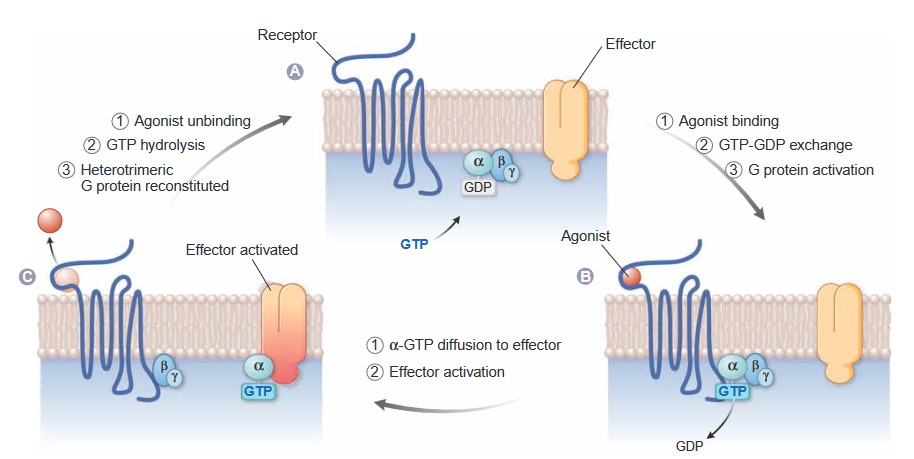 Receptor
Effector
A
① Agonist unbinding
② GTP hydrolysis
③ Heterotrimeric
G protein reconstituted
① Agonist binding
② GTP-GDP exchange
③ G protein activation
α
β
γ
GDP
GTP
Agonist
Effector activated
C
B
① α-GTP diffusion to effector
② Effector activation
β
γ
α
GTP
α
β
γ
GTP
GDP